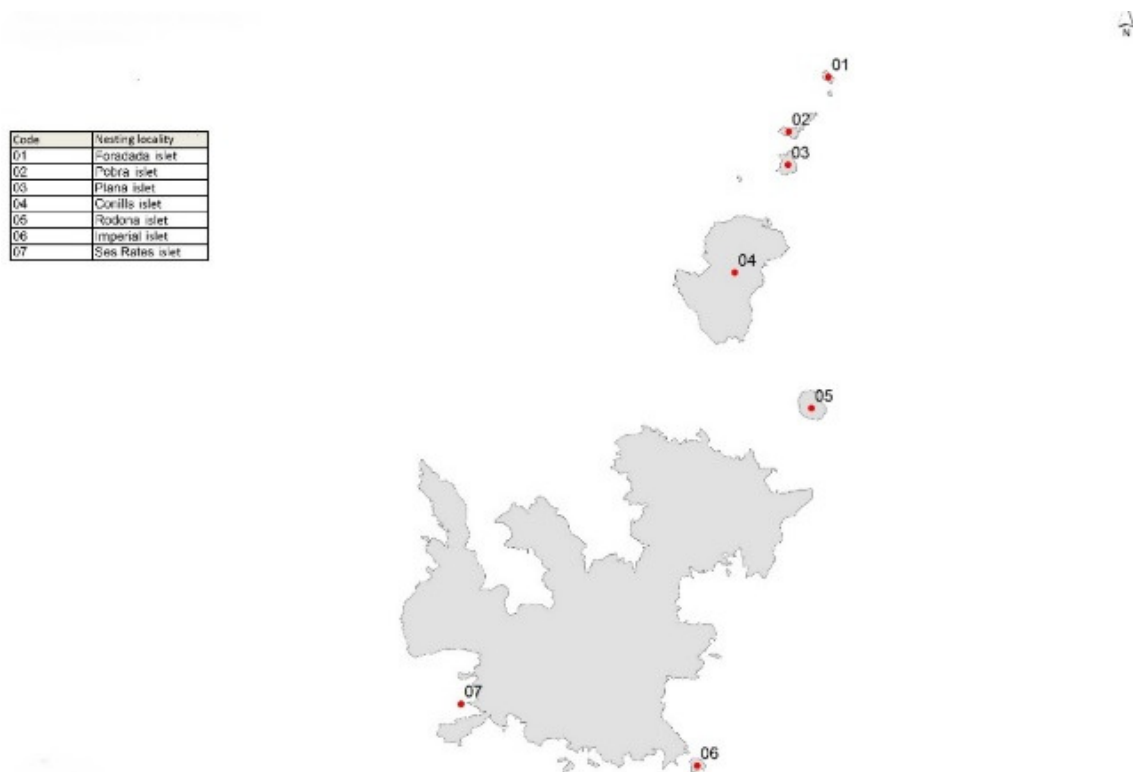 N
01
02
03
Code Nesting locality
01 Foradada islet
02 Pobra islet
03 Plana islet
04 Conills islet
05 Rodona islet
06 Imperial islet
07 Ses Rates islet
04
05
07
06